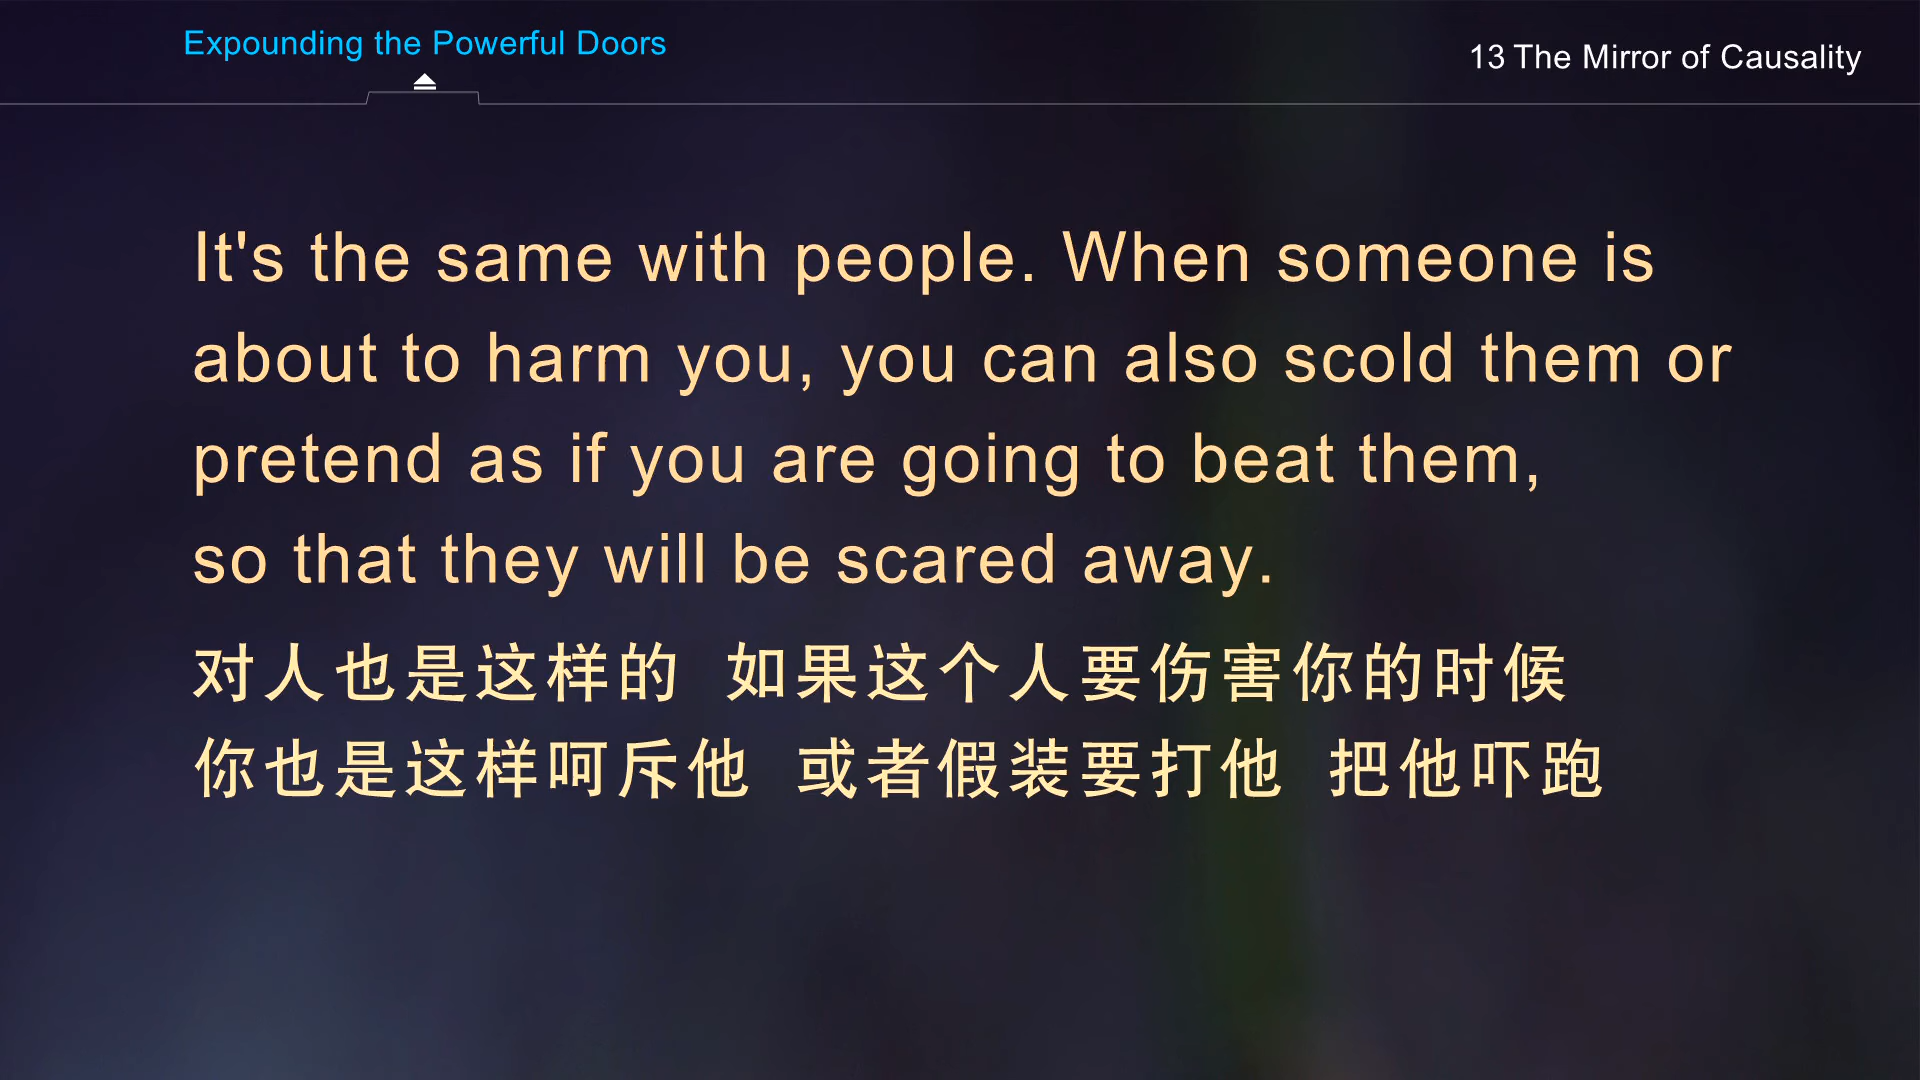 Expounding the Powerful Doors
13 The Mirror of Causality
It's the same with people. When someone is
about to harm you, you can also scold them or
pretend as if you are going to beat them,
so that they will be scared away.
对人也是这样的 如果这个人要伤害你的时候
你也是这样呵斥他 或者假装要打他 把他吓跑